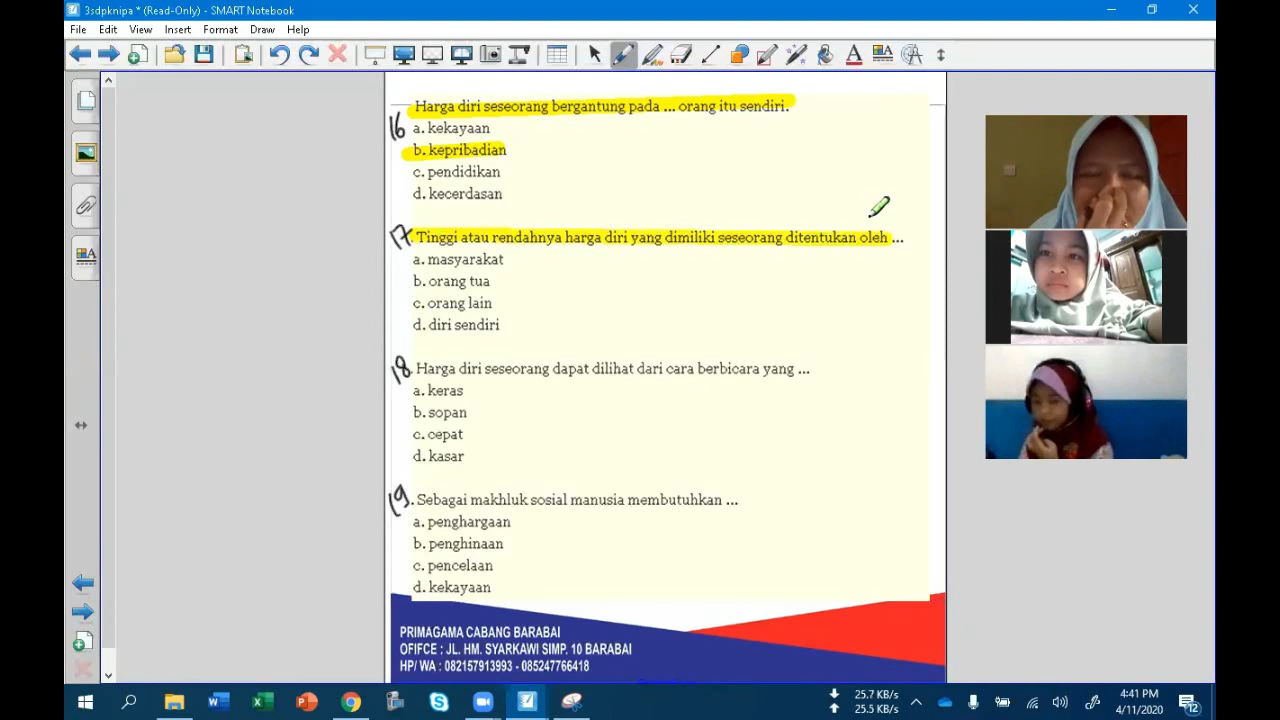 3sdpknipa * (Read-Only) - SMART Notebook
File Edit View Insert Format Draw Help
Harga diri seseorang bergantung pada ... orang itu sendiri.
16
a. kekayaan
b. kepribadian
c. pendidikan
d. kecerdasan
17. Tinggi atau rendahnya harga diri yang dimiliki seseorang ditentukan oleh ...
a. masyarakat
b. orang tua
c. orang lain
d. diri sendiri
18. Harga diri seseorang dapat dilihat dari cara berbicara yang ...
a. keras
b. sopan
c. cepat
d. kasar
19. Sebagai makhluk sosial manusia membutuhkan ...
a. penghargaan
b. penghinaan
c. pencelaan
d. kekayaan
PRIMAGAMA CABANG BARABAI
OFIFCE : JL. HM. SYARKAWI SIMP. 10 BARABAI
HP/ WA : 082157913993 - 085247766418
25.7 KB/s
25.5 KB/s
4:41 PM
4/11/2020
12